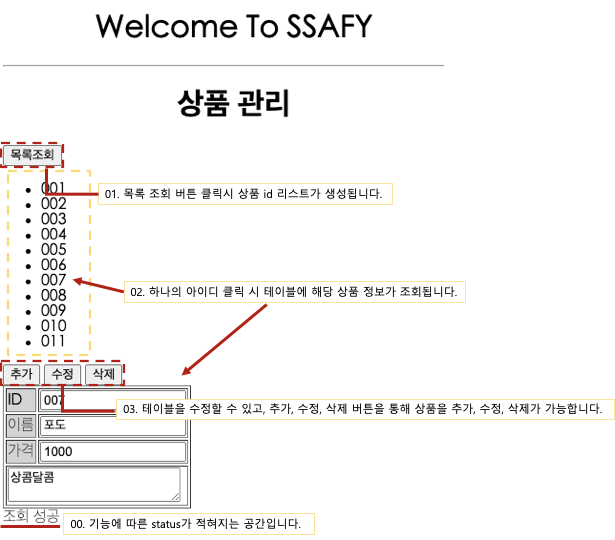 Welcome To SSAFY
상품 관리
목록조회
• 001
01. 목록 조회 버튼 클릭시 상품 id 리스트가 생성됩니다.
• 002
• 003
• 004
• 005
• 006
• 007
02. 하나의 아이디 클릭 시 테이블에 해당 상품 정보가 조회됩니다.
• 008
• 009
• 010
• 011
추가 수정 삭제
ID 007
03. 테이블을 수정할 수 있고, 추가, 수정, 삭제 버튼을 통해 상품을 추가, 수정, 삭제가 가능합니다.
이름 포도
가격 1000
상콤달콤
조회 성공
00. 기능에 따른 status가 적혀지는 공간입니다.